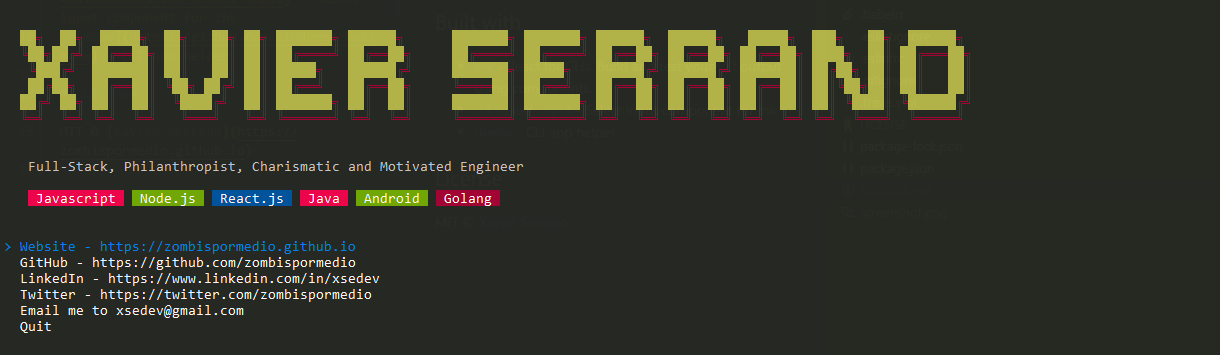 XAVIER SERRANO
Full-Stack, Philanthropist, Charismatic and Motivated Engineer
Javascript Node.js React.js Java Android Golang
> Website - https://zombispormedio.github.io
GitHub - https://github.com/zombispormedio
LinkedIn - https://www.linkedin.com/in/xsedev
Twitter - https://twitter.com/zombispormedio
Email me to xsedev@gmail.com
Quit